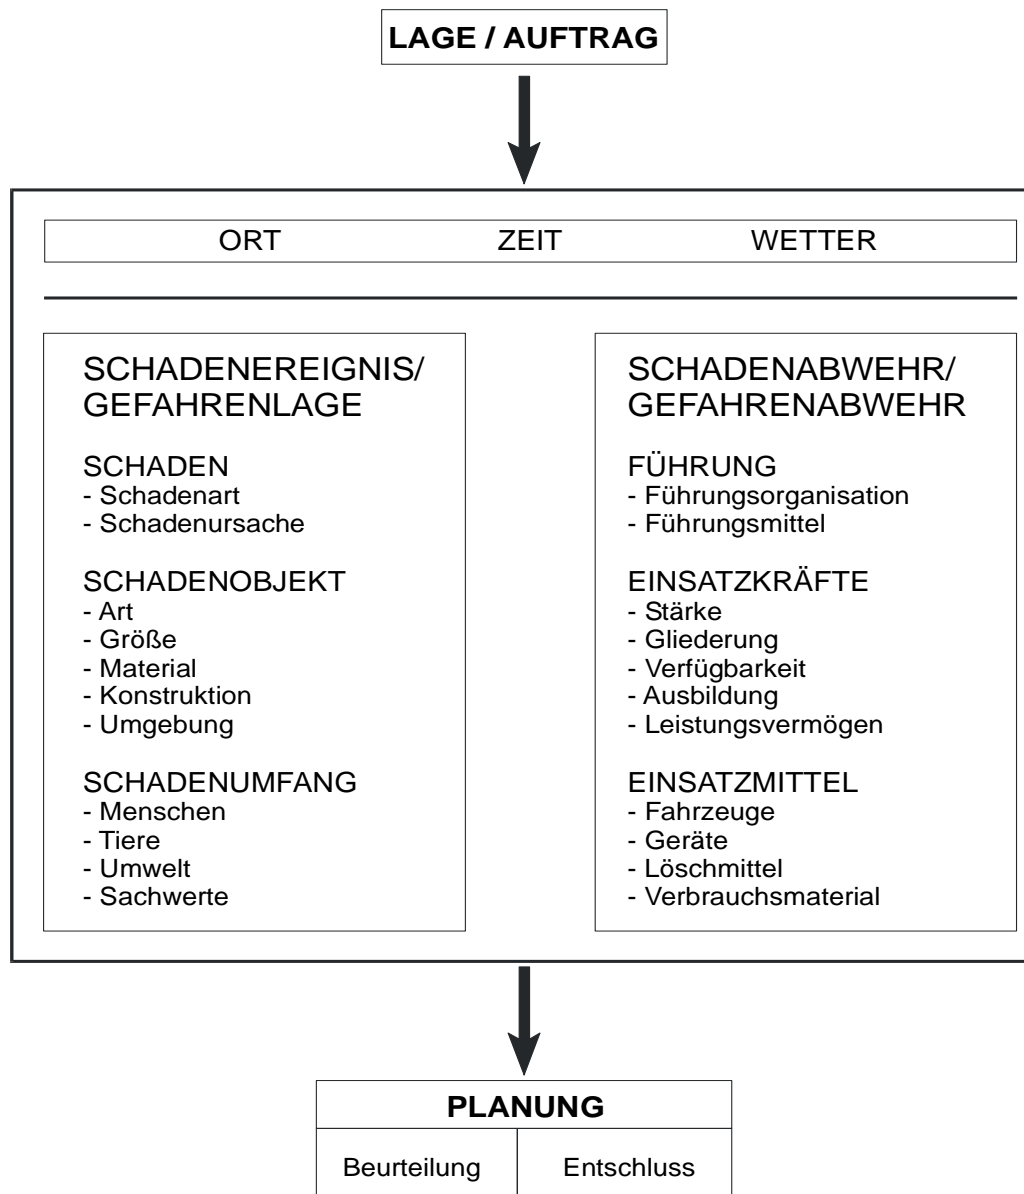 LAGE / AUFTRAG
ORT ZEIT WETTER
SCHADENEREIGNIS/
GEFAHRENLAGE
SCHADEN
- Schadenart
- Schadenursache
SCHADENOBJEKT
- Art
- Größe
- Material
- Konstruktion
- Umgebung
SCHADENUMFANG
- Menschen
- Tiere
- Umwelt
- Sachwerte
SCHADENABWEHR/
GEFAHRENABWEHR
FÜHRUNG
- Führungsorganisation
- Führungsmittel
EINSATZKRÄFTE
- Stärke
- Gliederung
- Verfügbarkeit
- Ausbildung
- Leistungsvermögen
EINSATZMITTEL
- Fahrzeuge
- Geräte
- Löschmittel
- Verbrauchsmaterial
PLANUNG
Beurteilung Entschluss